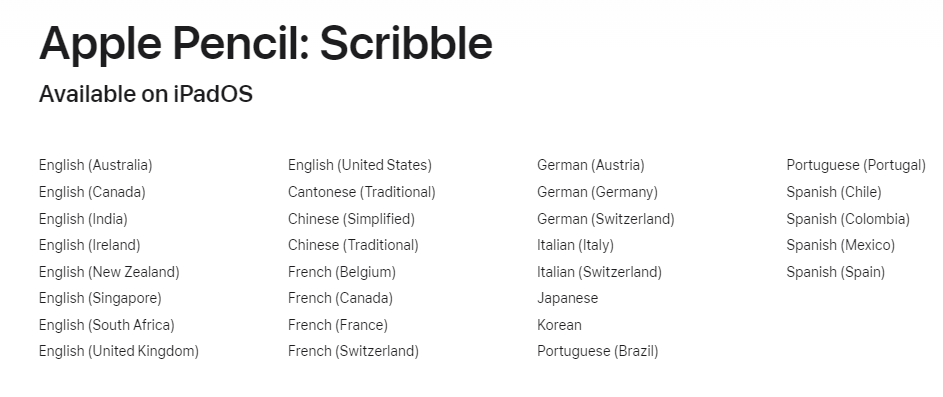 Apple Pencil: Scribble
Available on iPadOS
English (Australia)
English (Canada)
English (India)
English (Ireland)
English (New Zealand)
English (Singapore)
English (South Africa)
English (United Kingdom)
English (United States)
Cantonese (Traditional)
Chinese (Simplified)
Chinese (Traditional)
French (Belgium)
French (Canada)
French (France)
French (Switzerland)
German (Austria)
German (Germany)
German (Switzerland)
Italian (Italy)
Italian (Switzerland)
Japanese
Korean
Portuguese (Brazil)
Portuguese (Portugal)
Spanish (Chile)
Spanish (Colombia)
Spanish (Mexico)
Spanish (Spain)